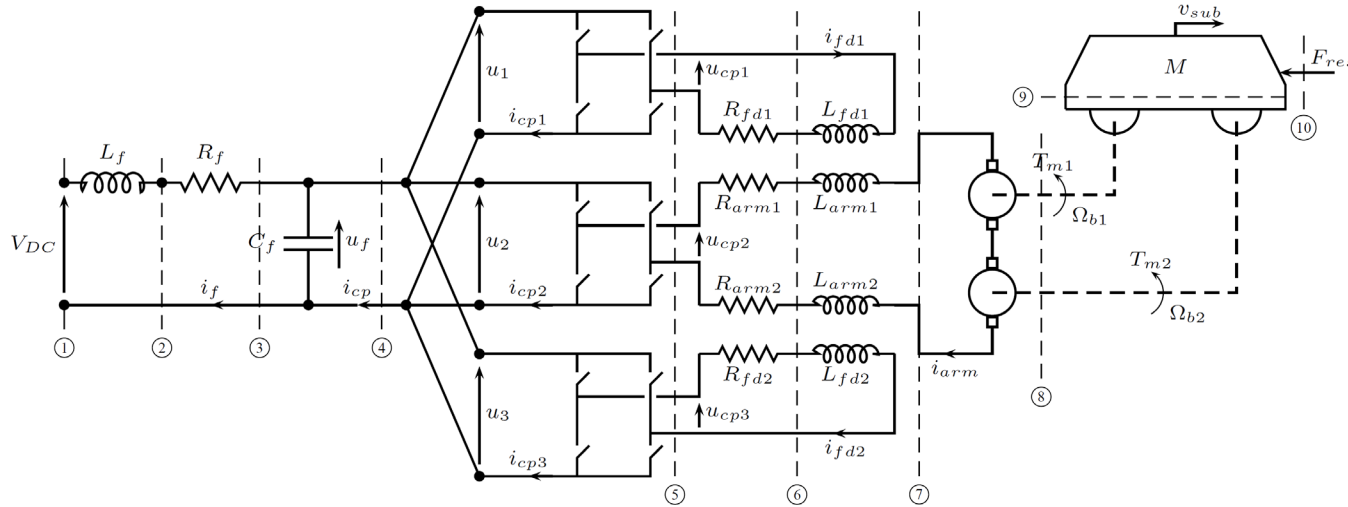 v_sub
i_fd1
F_re.
u_1
u_cp1
M
R_fd1
L_fd1
9
i_cp1
10
L_f
R_f
T_m1
R_arm1
L_arm1
Ω_b1
V_DC
C_f
u_f
u_2
u_cp2
T_m2
R_arm2
L_arm2
i_f
i_cp
i_cp2
Ω_b2
1
2
3
4
R_fd2
L_fd2
i_arm
8
u_3
u_cp3
i_fd2
i_cp3
5
6
7